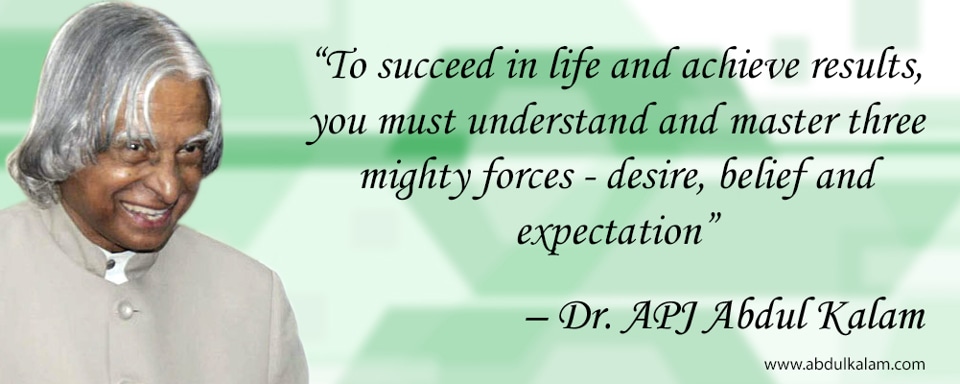 “To succeed in life and achieve results,
you must understand and master three
mighty forces - desire, belief and
expectation”
– Dr. APJ Abdul Kalam
www.abdulkalam.com